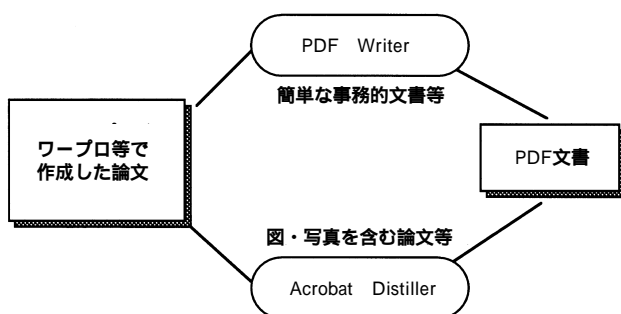 PDF Writer
簡単な事務的文書等
ワープロ等で
作成した論文
PDF文書
図・写真を含む論文等
Acrobat Distiller